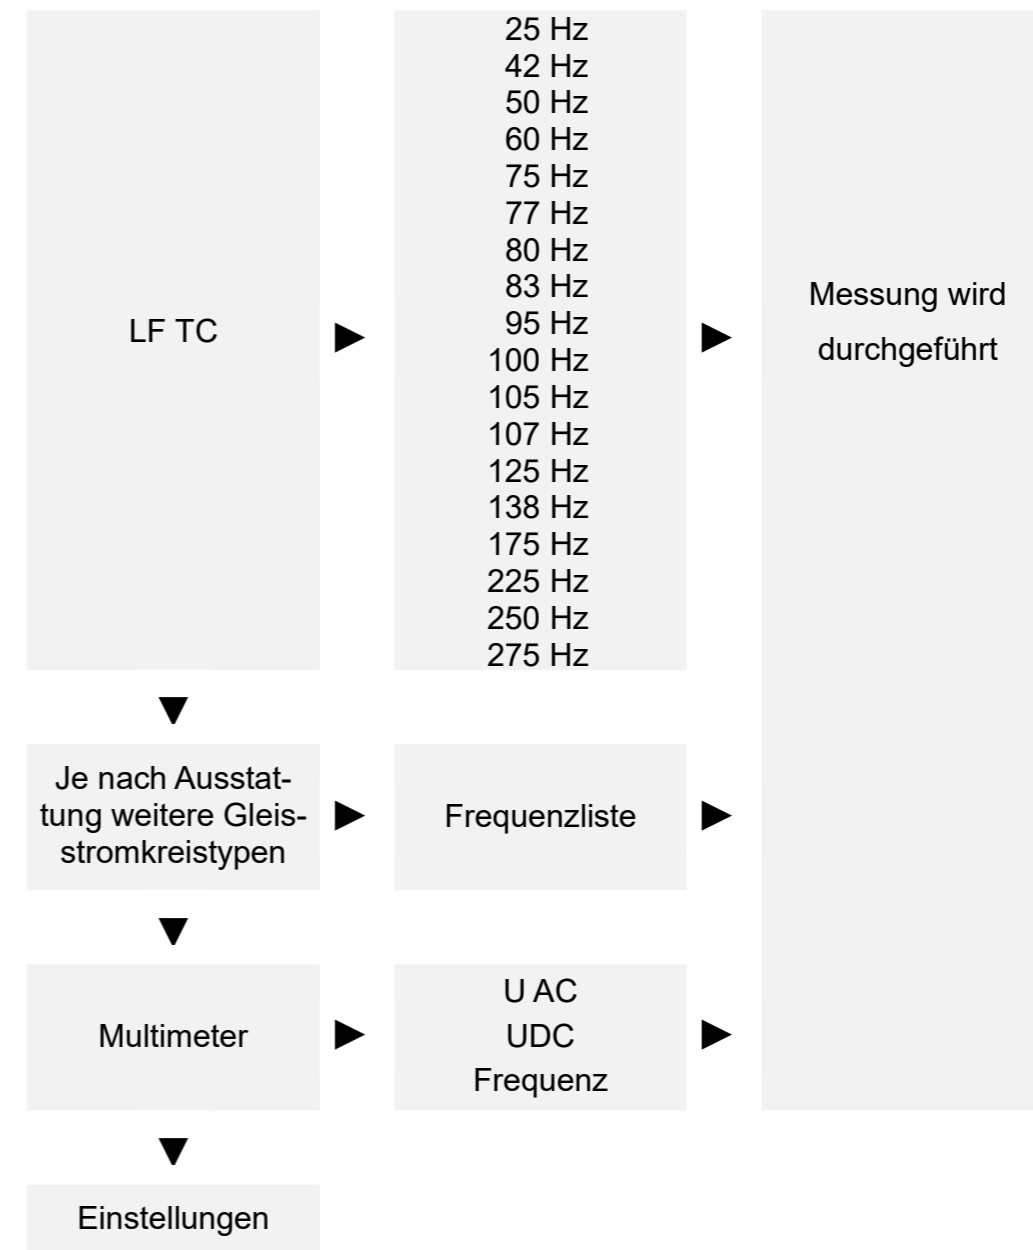 LF TC
25 Hz
42 Hz
50 Hz
60 Hz
75 Hz
77 Hz
80 Hz
83 Hz
95 Hz
100 Hz
105 Hz
107 Hz
125 Hz
138 Hz
175 Hz
225 Hz
250 Hz
275 Hz
Messung wird
durchgeführt
Je nach Ausstat-
tung weitere Gleis-
stromkreistypen
Frequenzliste
Multimeter
U AC
UDC
Frequenz
Einstellungen